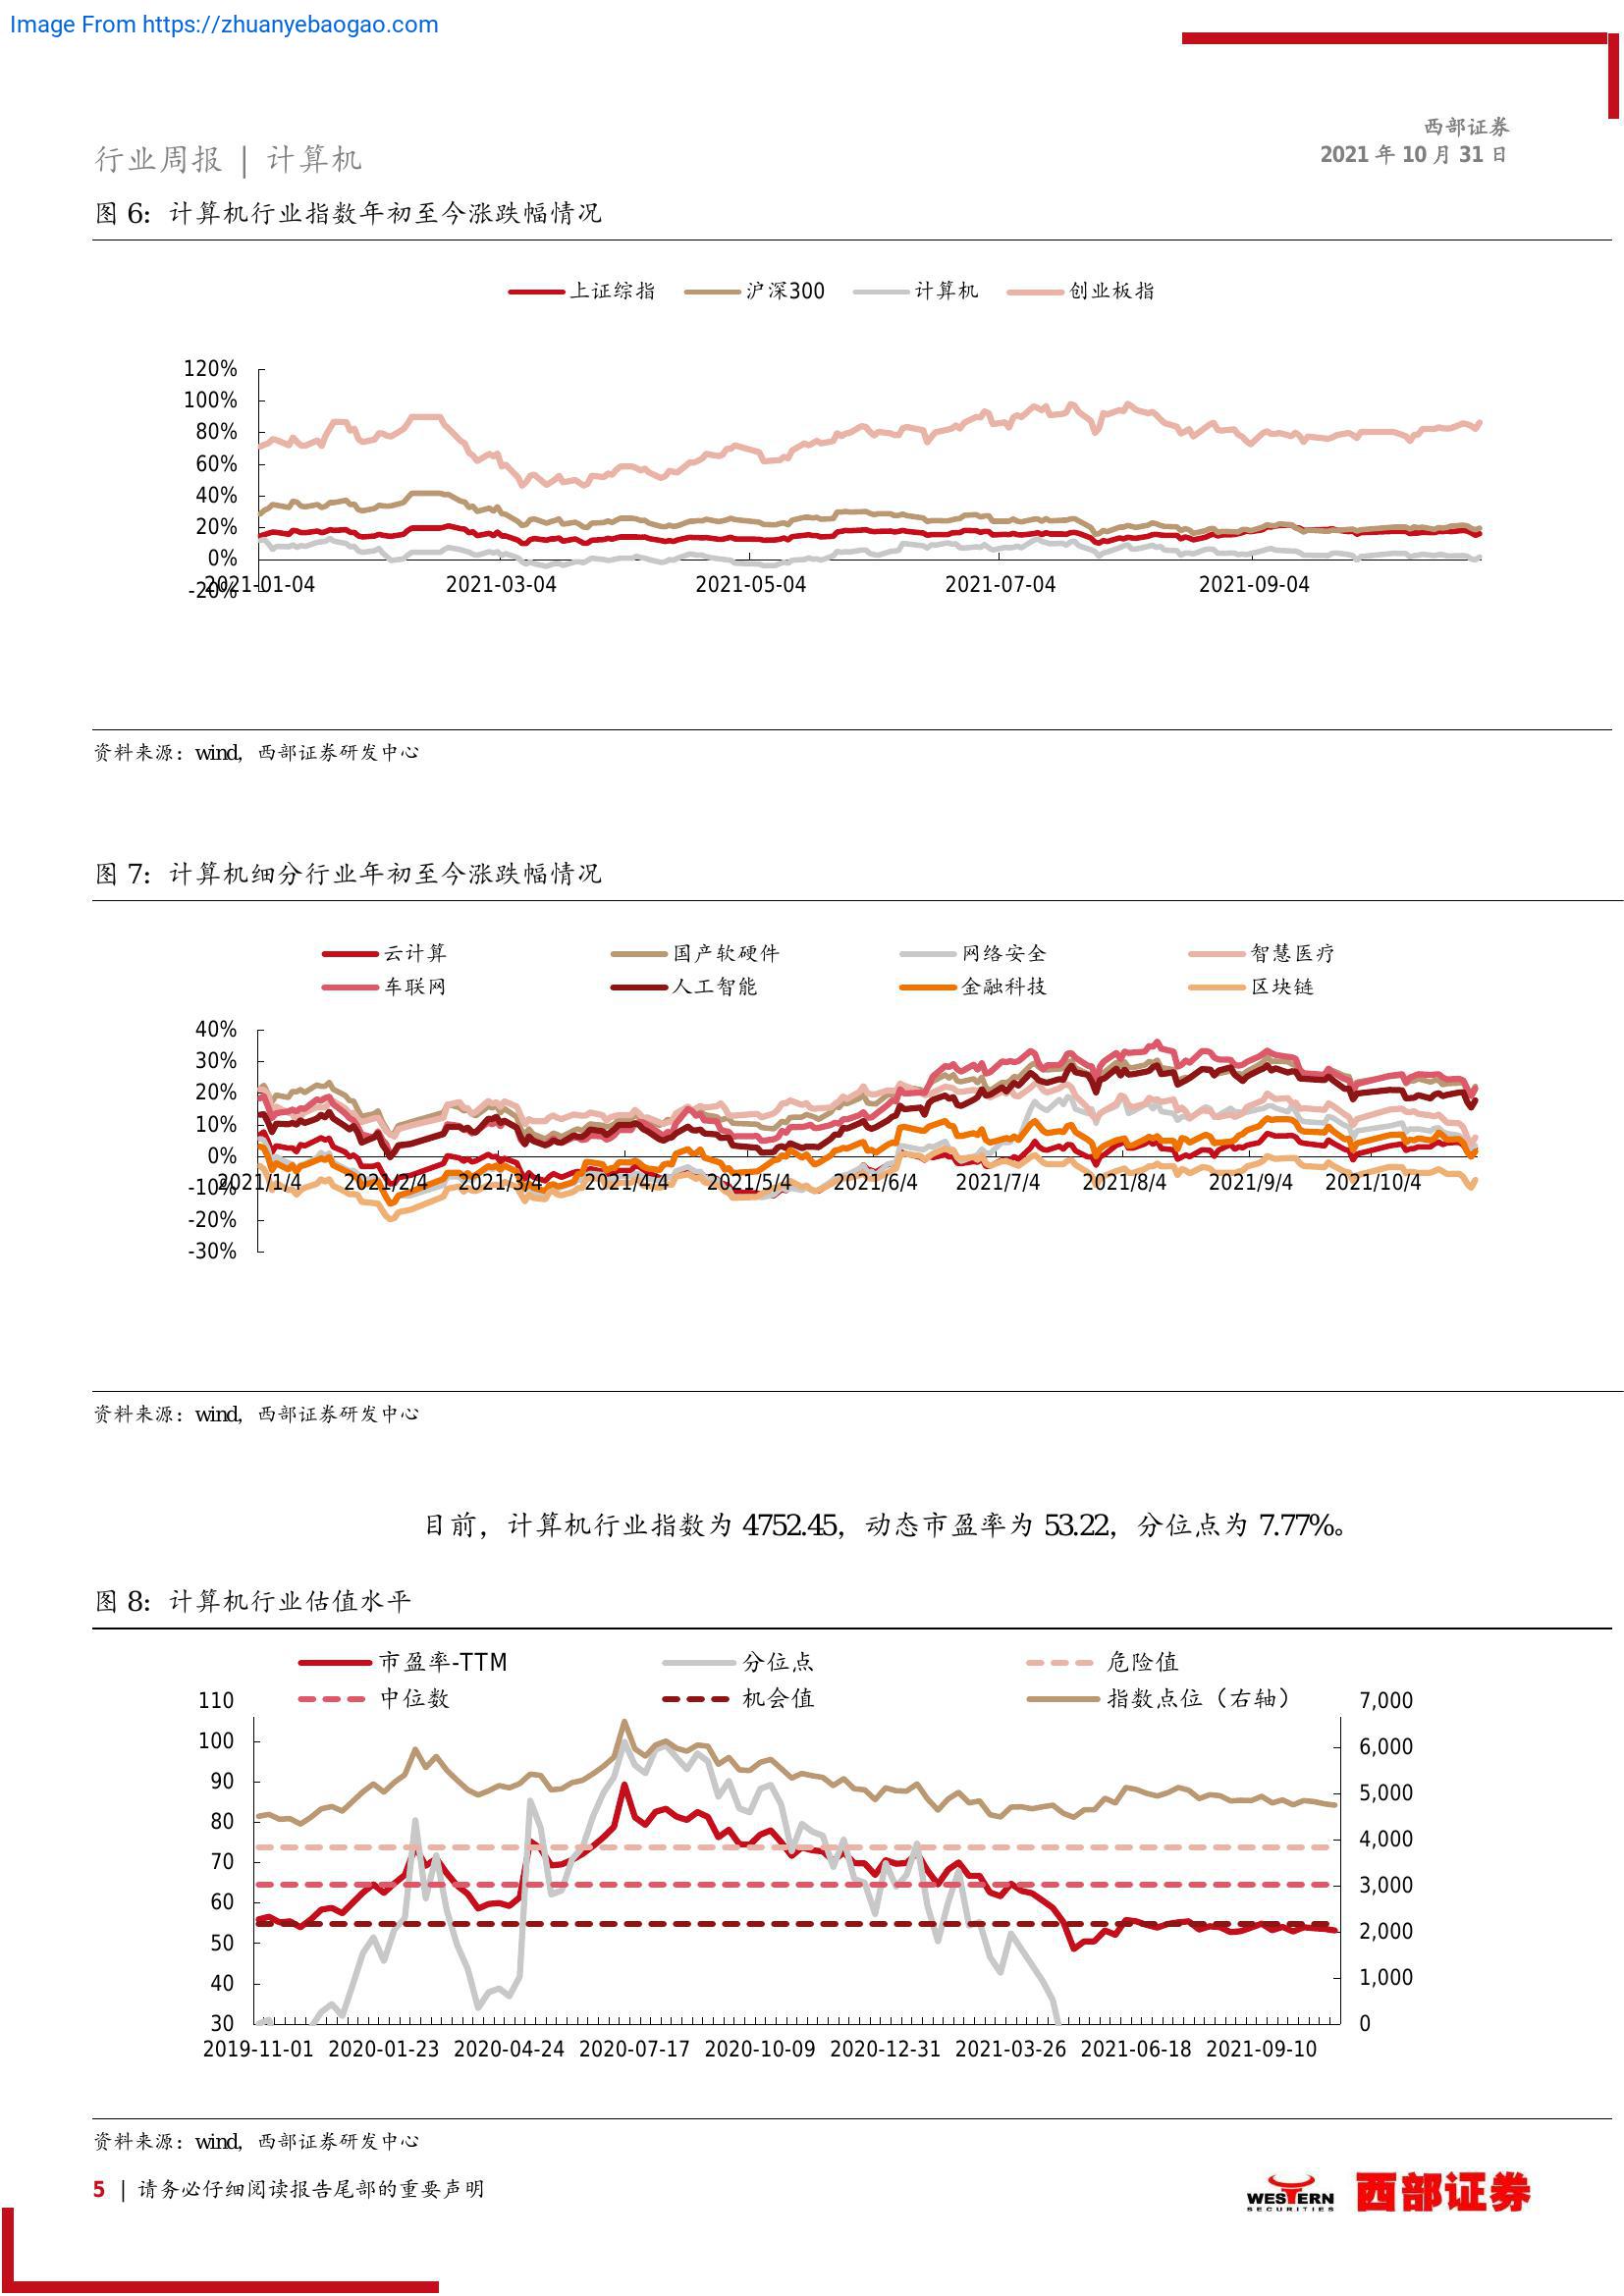 Image From https://zhuanyebaogao.com
西部证券
2021 年 10 月 31 日
行业周报 | 计算机
图 6: 计算机行业指数年初至今涨跌幅情况
上证综指 沪深300 计算机 创业板指
120%
100%
80%
60%
40%
20%
0%
-20%
2021-01-04 2021-03-04 2021-05-04 2021-07-04 2021-09-04
资料来源: wind, 西部证券研发中心
图 7: 计算机细分行业年初至今涨跌幅情况
云计算 国产软硬件 网络安全 智慧医疗
车联网 人工智能 金融科技 区块链
40%
30%
20%
10%
0%
-10%
-20%
-30%
2021/1/4 2021/2/4 2021/3/4 2021/4/4 2021/5/4 2021/6/4 2021/7/4 2021/8/4 2021/9/4 2021/10/4
资料来源: wind, 西部证券研发中心
目前, 计算机行业指数为 4752.45, 动态市盈率为 53.22, 分位点为 7.77%。
图 8: 计算机行业估值水平
市盈率-TTM 分位点 危险值
中位数 机会值 指数点位（右轴）
110 7,000
100 6,000
90 5,000
80 4,000
70 3,000
60 2,000
50 1,000
40 0
30
2019-11-01 2020-01-23 2020-04-24 2020-07-17 2020-10-09 2020-12-31 2021-03-26 2021-06-18 2021-09-10
资料来源: wind, 西部证券研发中心
5 | 请务必仔细阅读报告尾部的重要声明
WESTERN
SECURITIES
西部证券